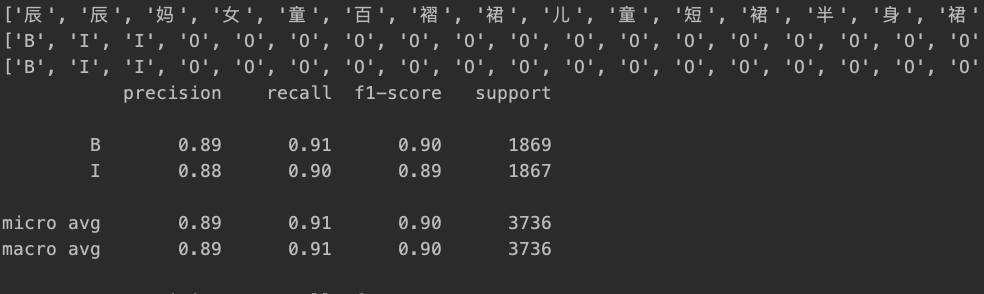 ['辰', '辰', '妈', '女', '童', '百', '褶', '裙', '儿', '童', '短', '裙', '半', '身', '裙'
['B', 'I', 'I', 'O', 'O', 'O', 'O', 'O', 'O', 'O', 'O', 'O', 'O', 'O', 'O', 'O', 'O'
['B', 'I', 'I', 'O', 'O', 'O', 'O', 'O', 'O', 'O', 'O', 'O', 'O', 'O', 'O', 'O', 'O'
precision recall f1-score support
B 0.89 0.91 0.90 1869
I 0.88 0.90 0.89 1867
micro avg 0.89 0.91 0.90 3736
macro avg 0.89 0.91 0.90 3736